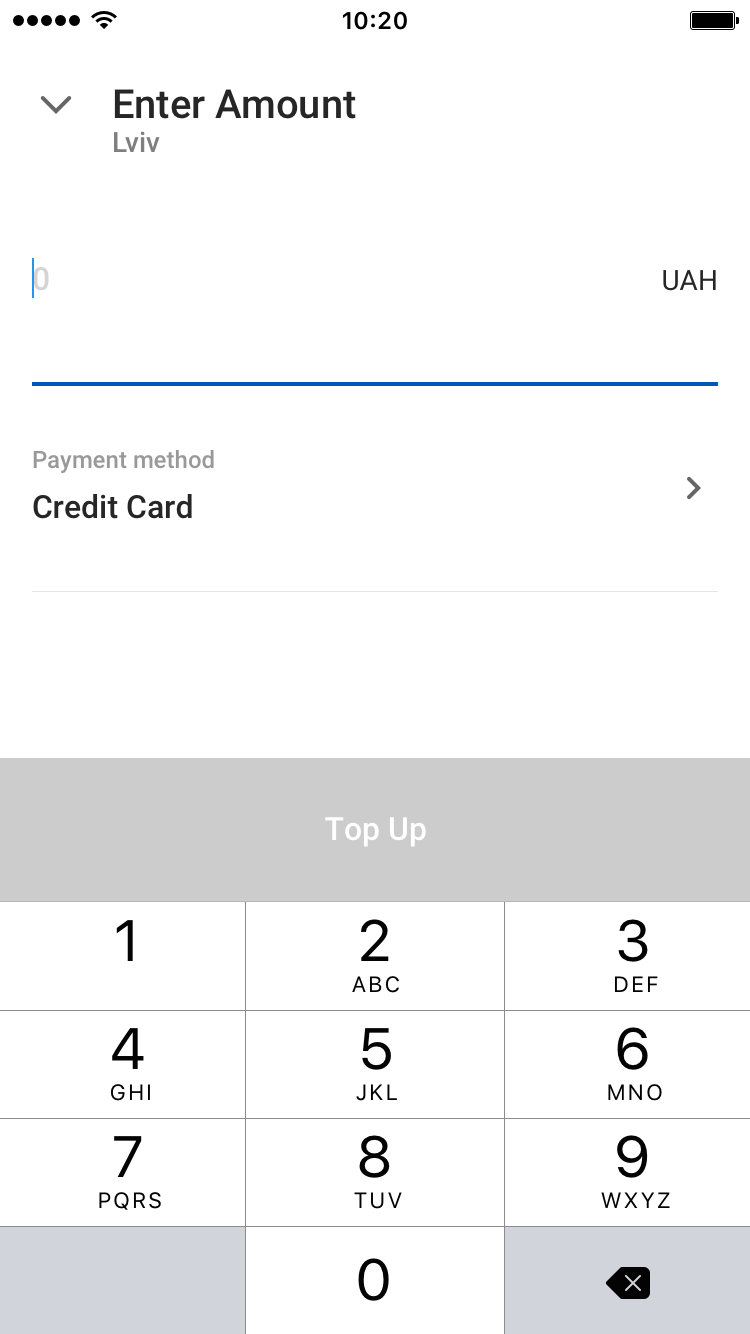 10:20
Enter Amount
Lviv
0 UAH
Payment method
Credit Card
Top Up
1 2 3
ABC DEF
4 5 6
GHI JKL MNO
7 8 9
PQRS TUV WXYZ
0